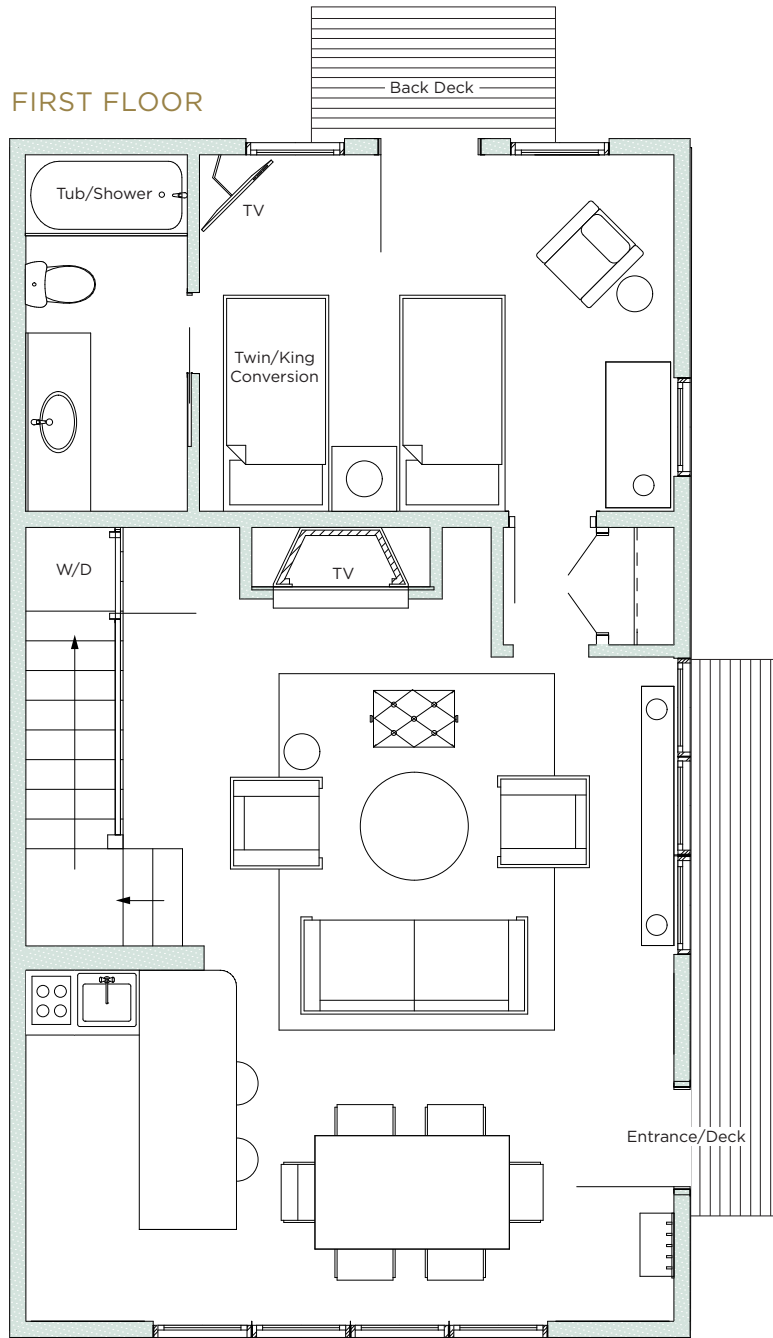 Back Deck
FIRST FLOOR
Tub/Shower
TV
Twin/King
Conversion
W/D
TV
Entrance/Deck